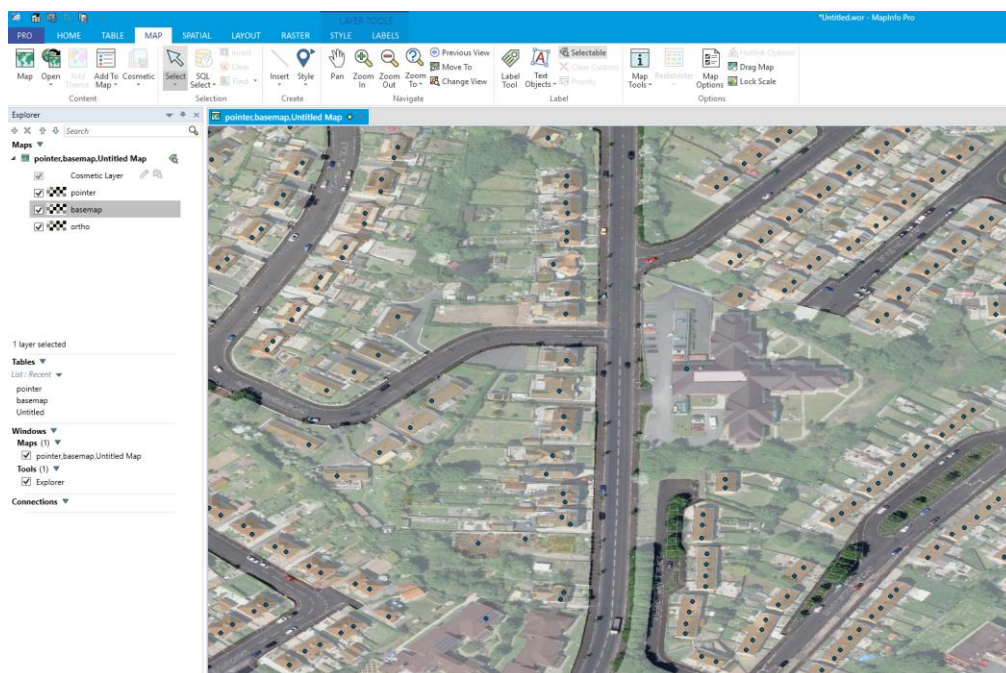 LAYER TOOLS
*Untitled.wor - MapInfo Pro
PRO HOME TABLE MAP SPATIAL LAYOUT RASTER STYLE LABELS
Map Open Add Theme Add To Map Cosmetic Select SQL Select Insert Clear Find Insert Style Pan Zoom In Zoom Out Zoom To Previous View Move To Change View Label Tool Text Objects Selectable Clear Custom Priority Map Tools Redistricter Map Options Hotlink Options Drag Map Lock Scale
Content Selection Create Navigate Label Options
Explorer
pointer,basemap,Untitled Map
Search
Maps
pointer,basemap,Untitled Map
Cosmetic Layer
pointer
basemap
ortho
1 layer selected
Tables
List: Recent
pointer
basemap
Untitled
Windows
Maps (1)
pointer,basemap,Untitled Map
Tools (1)
Explorer
Connections